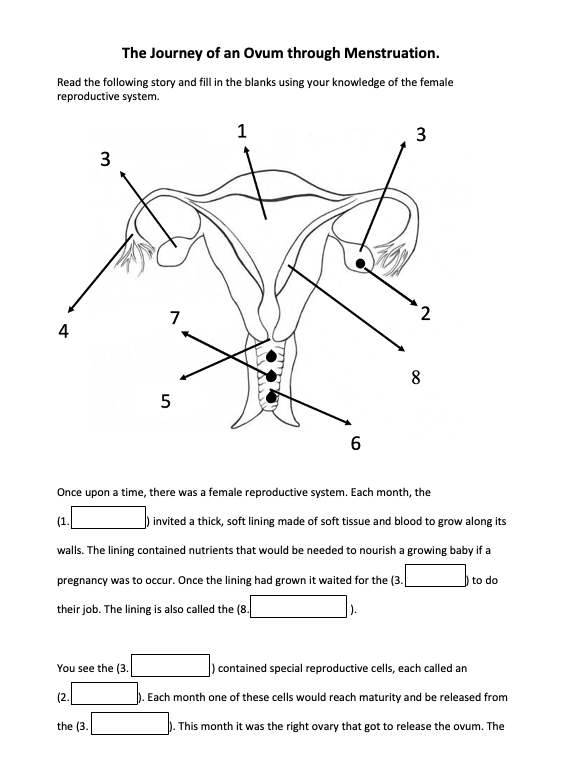 The Journey of an Ovum through Menstruation.
Read the following story and fill in the blanks using your knowledge of the female
reproductive system.
1
3
3
4
7
2
5
8
6
Once upon a time, there was a female reproductive system. Each month, the
(1. ) invited a thick, soft lining made of soft tissue and blood to grow along its
walls. The lining contained nutrients that would be needed to nourish a growing baby if a
pregnancy was to occur. Once the lining had grown it waited for the (3. ) to do
their job. The lining is also called the (8. ).
You see the (3. ) contained special reproductive cells, each called an
(2. ). Each month one of these cells would reach maturity and be released from
the (3. ). This month it was the right ovary that got to release the ovum. The